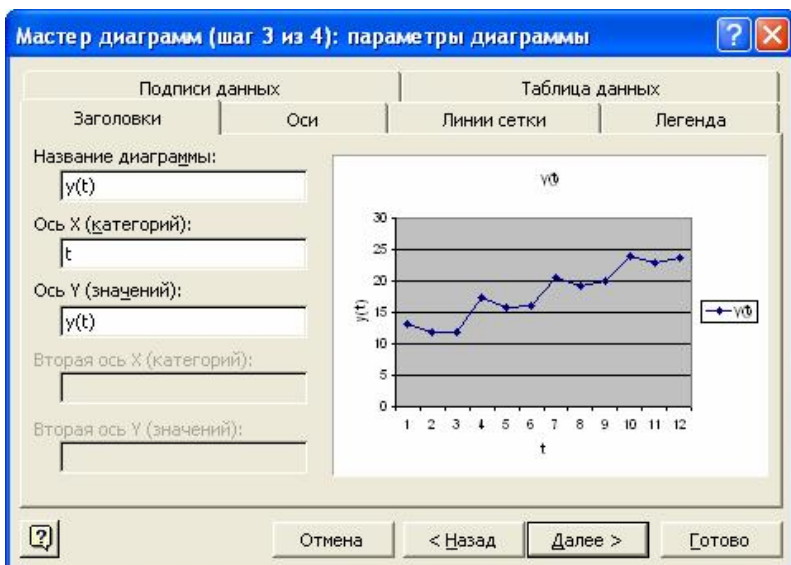 Мастер диаграмм (шаг 3 из 4): параметры диаграммы
Подписи данных
Таблица данных
Заголовки
Оси
Линии сетки
Легенда
Название диаграммы:
y(t)
Ось X (категорий):
t
Ось Y (значений):
y(t)
Вторая ось X (категорий):
Вторая ось Y (значений):
y(t)
30
25
20
15
10
5
0
y(t)
1 2 3 4 5 6 7 8 9 10 11 12
t
y(t)
Отмена
< Назад
Далее >
Готово